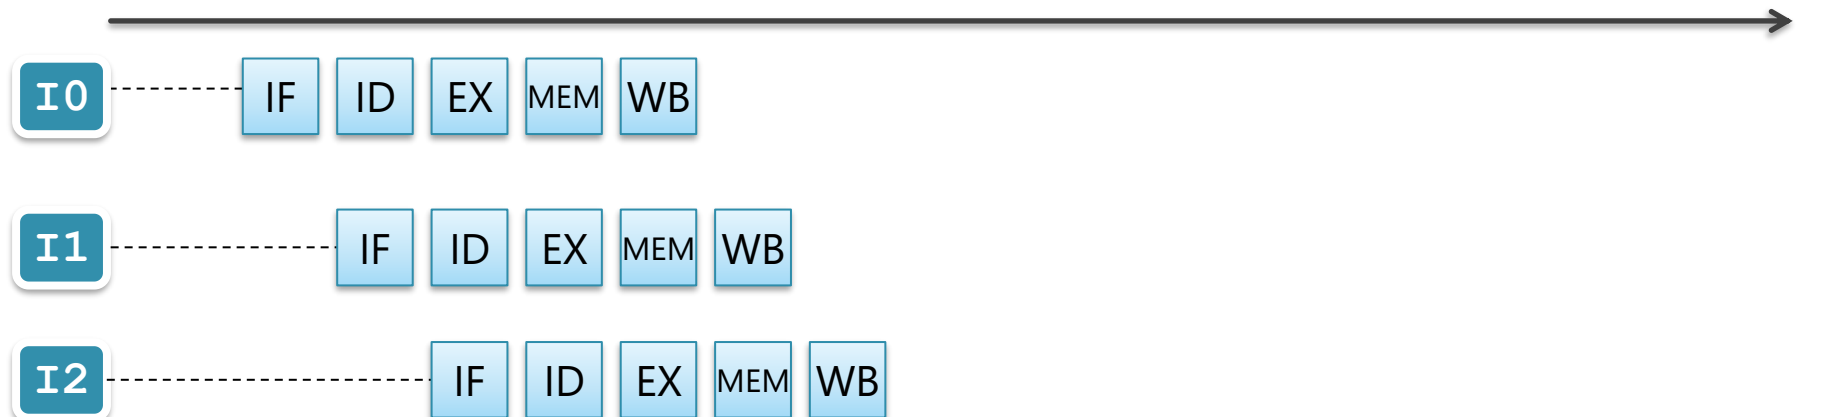 I0 IF ID EX MEM WB
I1 IF ID EX MEM WB
I2 IF ID EX MEM WB